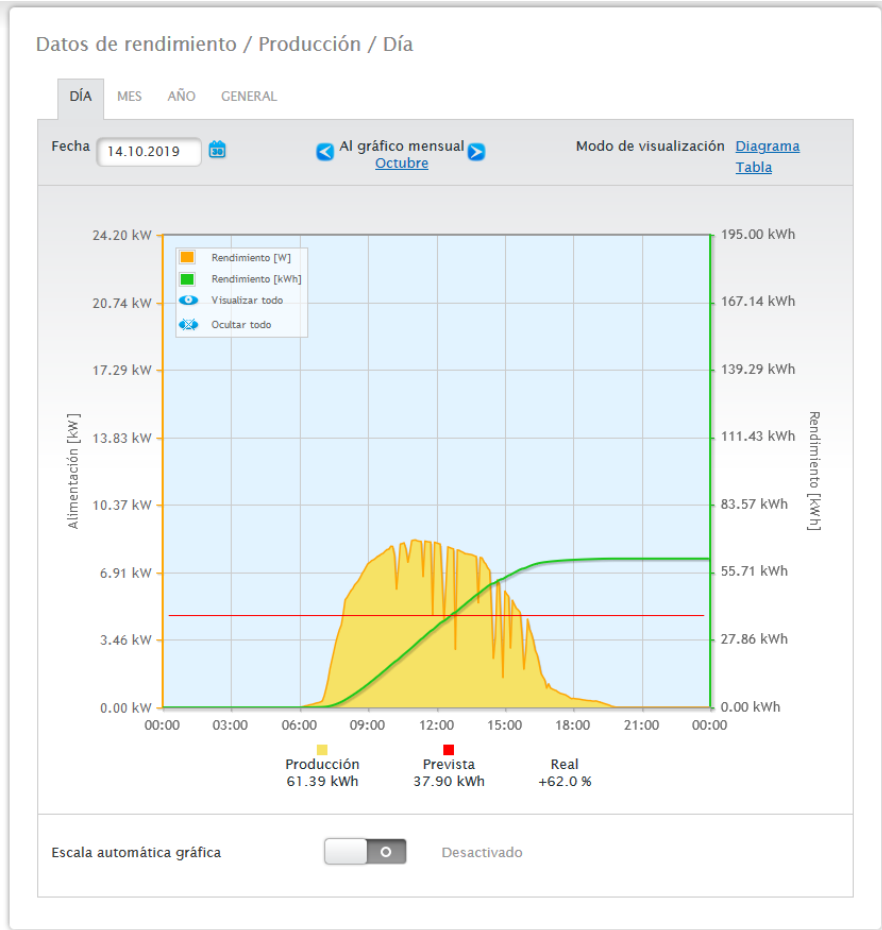 Datos de rendimiento / Producción / Día
DÍA MES AÑO GENERAL
Fecha 14.10.2019 30 Al gráfico mensual Modo de visualización Diagrama
Octubre Tabla
24.20 kW 195.00 kWh
Rendimiento [W]
Rendimiento [kWh]
Visualizar todo
Ocultar todo
20.74 kW 167.14 kWh
17.29 kW 139.29 kWh
13.83 kW 111.43 kWh
10.37 kW 83.57 kWh
6.91 kW 55.71 kWh
3.46 kW 27.86 kWh
0.00 kW 0.00 kWh
Alimentación [kW]
Rendimiento [kWh]
00:00 03:00 06:00 09:00 12:00 15:00 18:00 21:00 00:00
Producción Prevista Real
61.39 kWh 37.90 kWh +62.0 %
Escala automática gráfica Desactivado